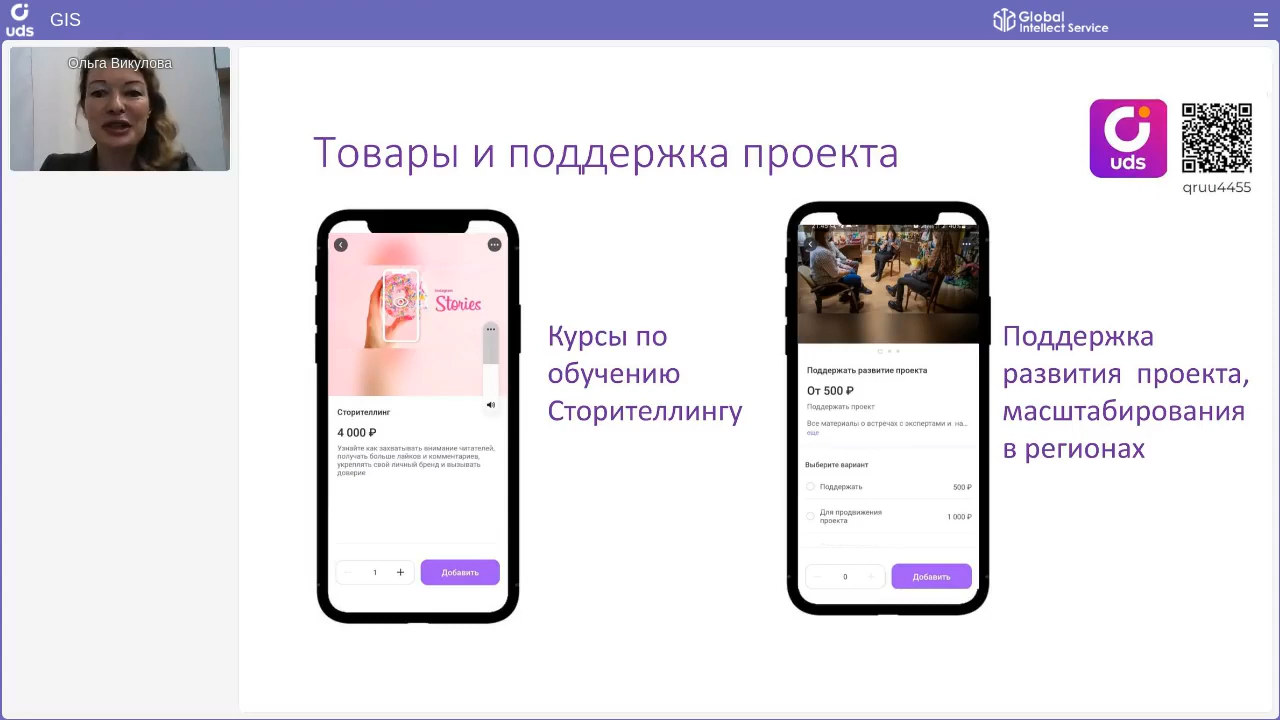 uds
GIS
Global
Intellect Service
Ольга Викулова
Товары и поддержка проекта
uds
qruu4455
Instagram
Stories
Сторителлинг
4 000 ₽
Узнайте как захватывать внимание читателей,
получать больше лайков и комментариев,
укреплять свой личный бренд и вызывать
доверие
1
Добавить
Курсы по
обучению
Сторителлингу
Поддержать развитие проекта
От 500 ₽
Поддержать проект
Все материалы о встречах с экспертами и на...
еще
Выберите вариант
Поддержать 500 ₽
Для продвижения
проекта 1 000 ₽
0
Добавить
Поддержка
развития проекта,
масштабирования
в регионах